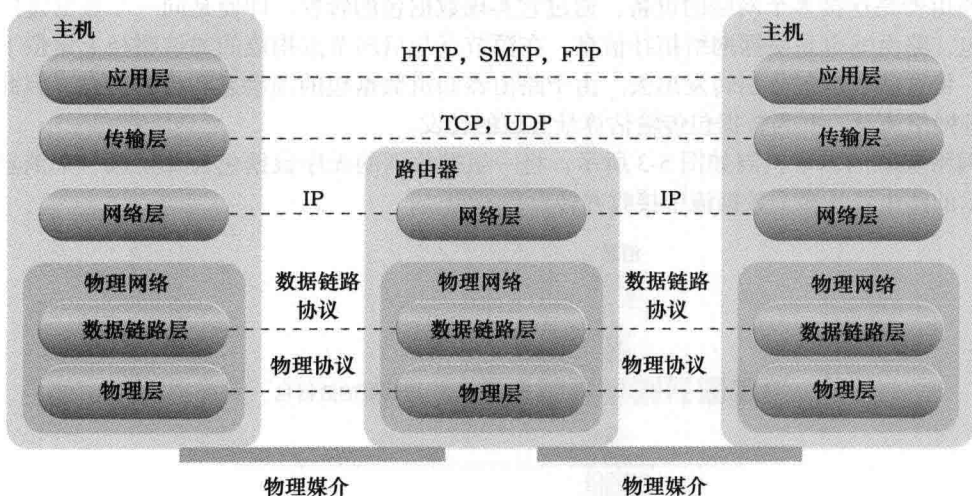 主机
主机
HTTP, SMTP, FTP
应用层
应用层
TCP, UDP
传输层
传输层
路由器
IP
IP
网络层
网络层
网络层
物理网络
数据链路
协议
物理网络
数据链路
协议
物理网络
数据链路层
数据链路层
数据链路层
物理协议
物理协议
物理层
物理层
物理层
物理媒介
物理媒介